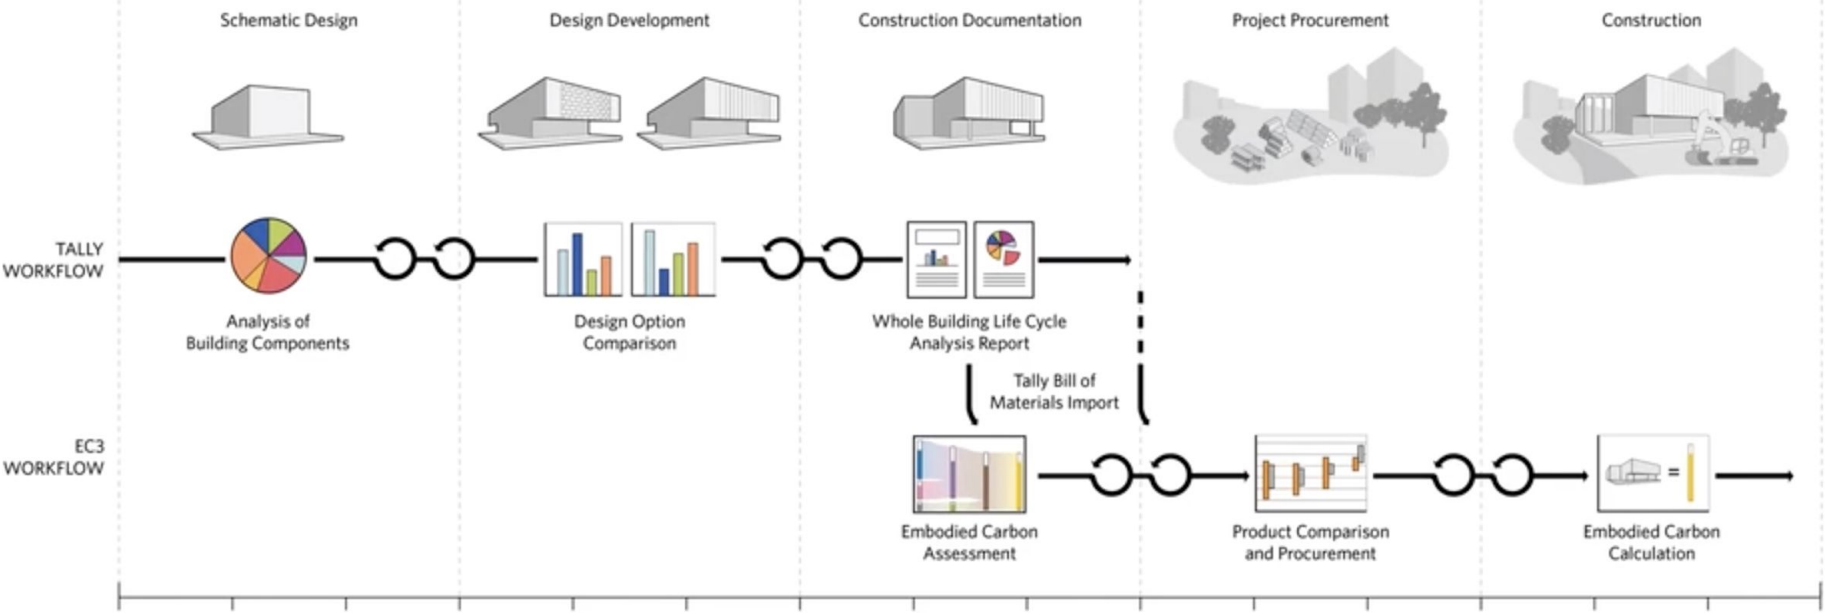 Schematic Design
Design Development
Construction Documentation
Project Procurement
Construction
TALLY
WORKFLOW
Analysis of
Building Components
Design Option
Comparison
Whole Building Life Cycle
Analysis Report
Tally Bill of
Materials Import
EC3
WORKFLOW
=
Embodied Carbon
Assessment
Product Comparison
and Procurement
Embodied Carbon
Calculation